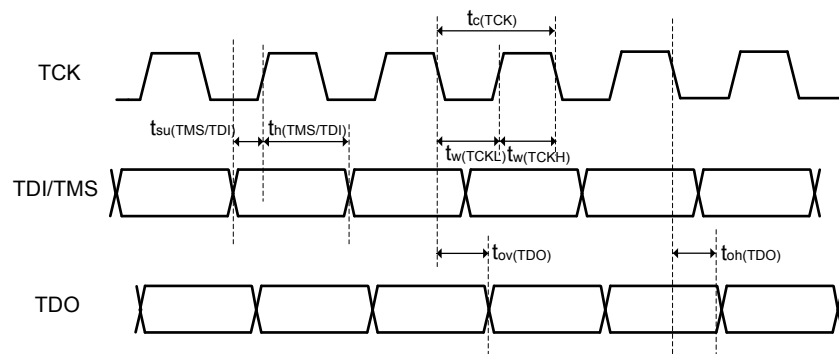 tc(TCK)
TCK
tsu(TMS/TDI) th(TMS/TDI)
tw(TCKL) tw(TCKH)
TDI/TMS
tov(TDO) toh(TDO)
TDO